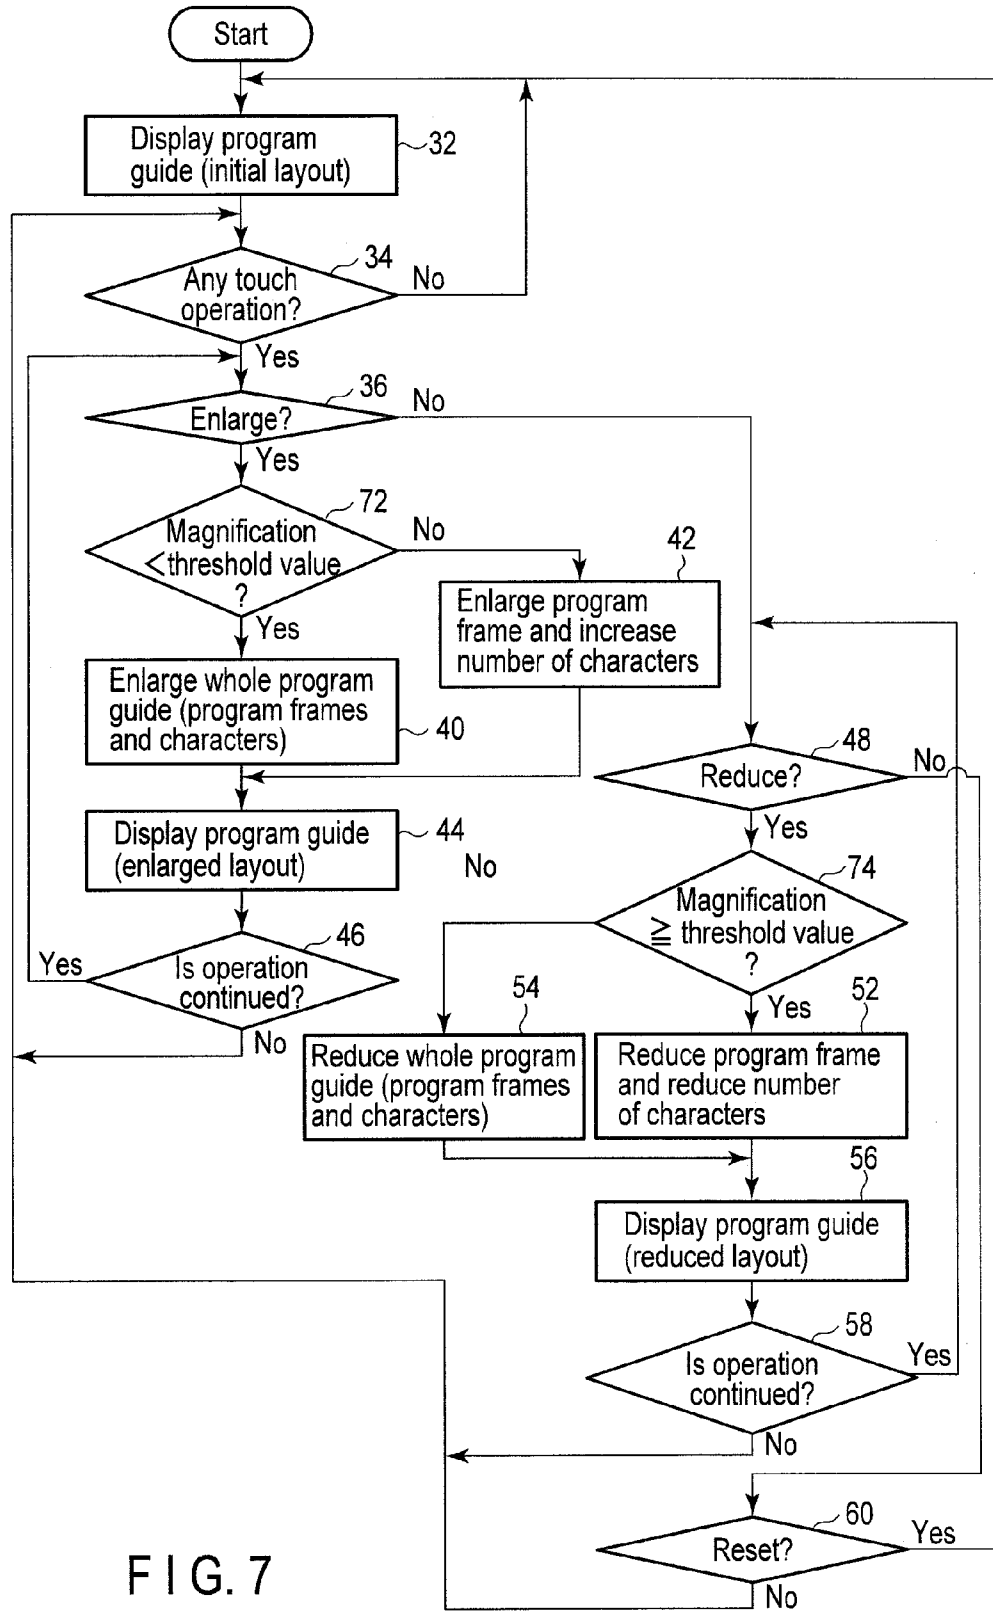 Start
Display program
guide (initial layout)
32
Any touch
operation?
34
No
Yes
Enlarge?
36
No
Yes
Magnification
<threshold value
?
72
No
Yes
Enlarge program
frame and increase
number of characters
42
Enlarge whole program
guide (program frames
and characters)
40
Reduce?
48
No
Yes
Display program guide
(enlarged layout)
44
No
Magnification
≧ threshold value
?
74
Yes
Is operation
continued?
46
Yes
No
Reduce whole program
guide (program frames
and characters)
54
Reduce program frame
and reduce number
of characters
52
Display program guide
(reduced layout)
56
Is operation
continued?
58
Yes
No
Reset?
60
Yes
No
FIG. 7